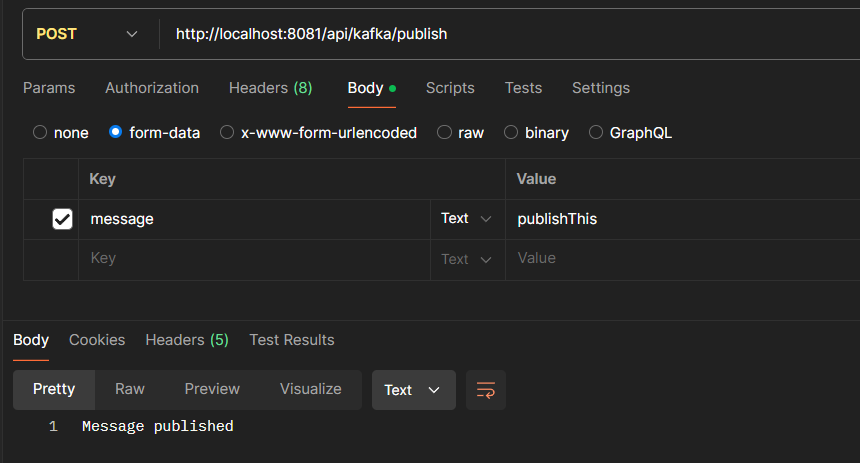 POST http://localhost:8081/api/kafka/publish
Params Authorization Headers (8) Body Scripts Tests Settings
none form-data x-www-form-urlencoded raw binary GraphQL
Key Value
message Text publishThis
Key Text Value
Body Cookies Headers (5) Test Results
Pretty Raw Preview Visualize Text
1 Message published